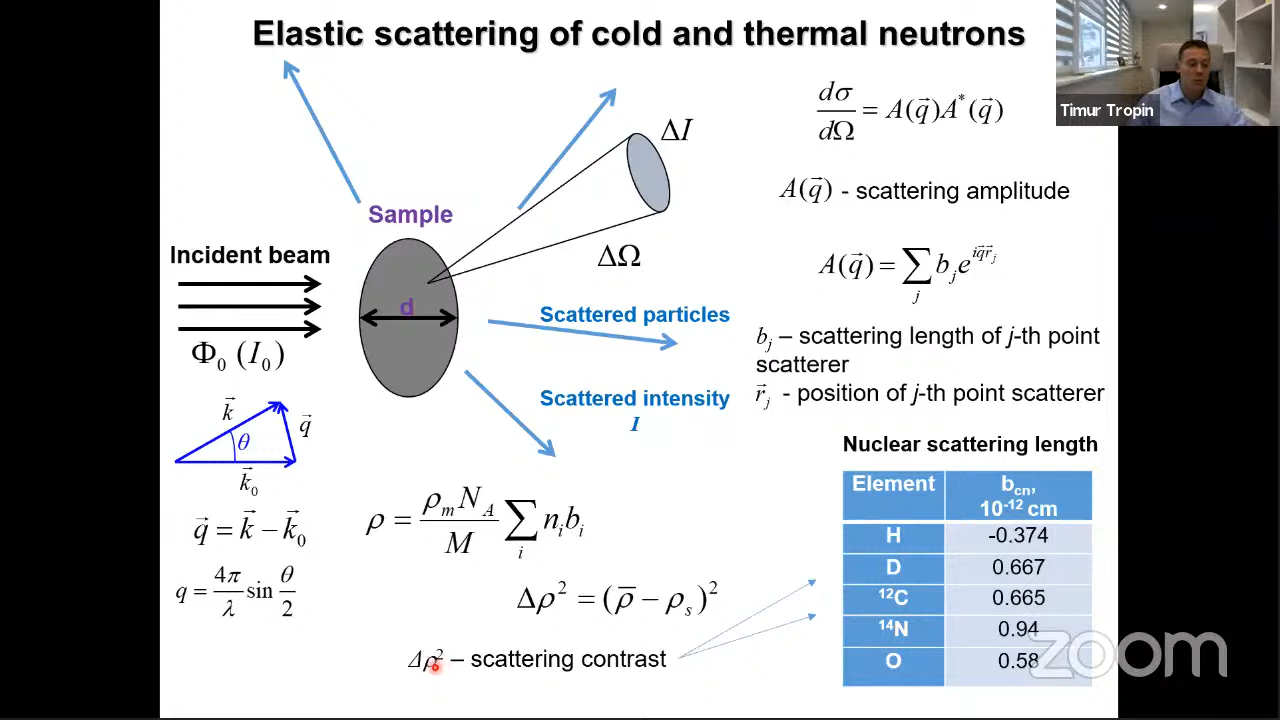 Elastic scattering of cold and thermal neutrons
Timur Tropin
dσ/dΩ = A(q⃗)A*(q⃗)
ΔI
A(q⃗) - scattering amplitude
Sample
Incident beam
ΔΩ
A(q⃗) = ∑_j b_j e^{iq⃗r⃗_j}
d
Scattered particles
Φ₀ (I₀)
b_j – scattering length of j-th point
scatterer
r⃗_j - position of j-th point scatterer
Scattered intensity
I
k⃗
q⃗
θ
k⃗₀
Nuclear scattering length
Element b_cn, 10⁻¹² cm
H -0.374
D 0.667
¹²C 0.665
¹⁴N 0.94
O 0.58
q⃗ = k⃗ − k⃗₀
ρ = ρ_m N_A / M ∑_i n_i b_i
q = 4π/λ sin θ/2
Δρ² = (ρ̄ − ρ_s)²
Δρ² – scattering contrast
zoom